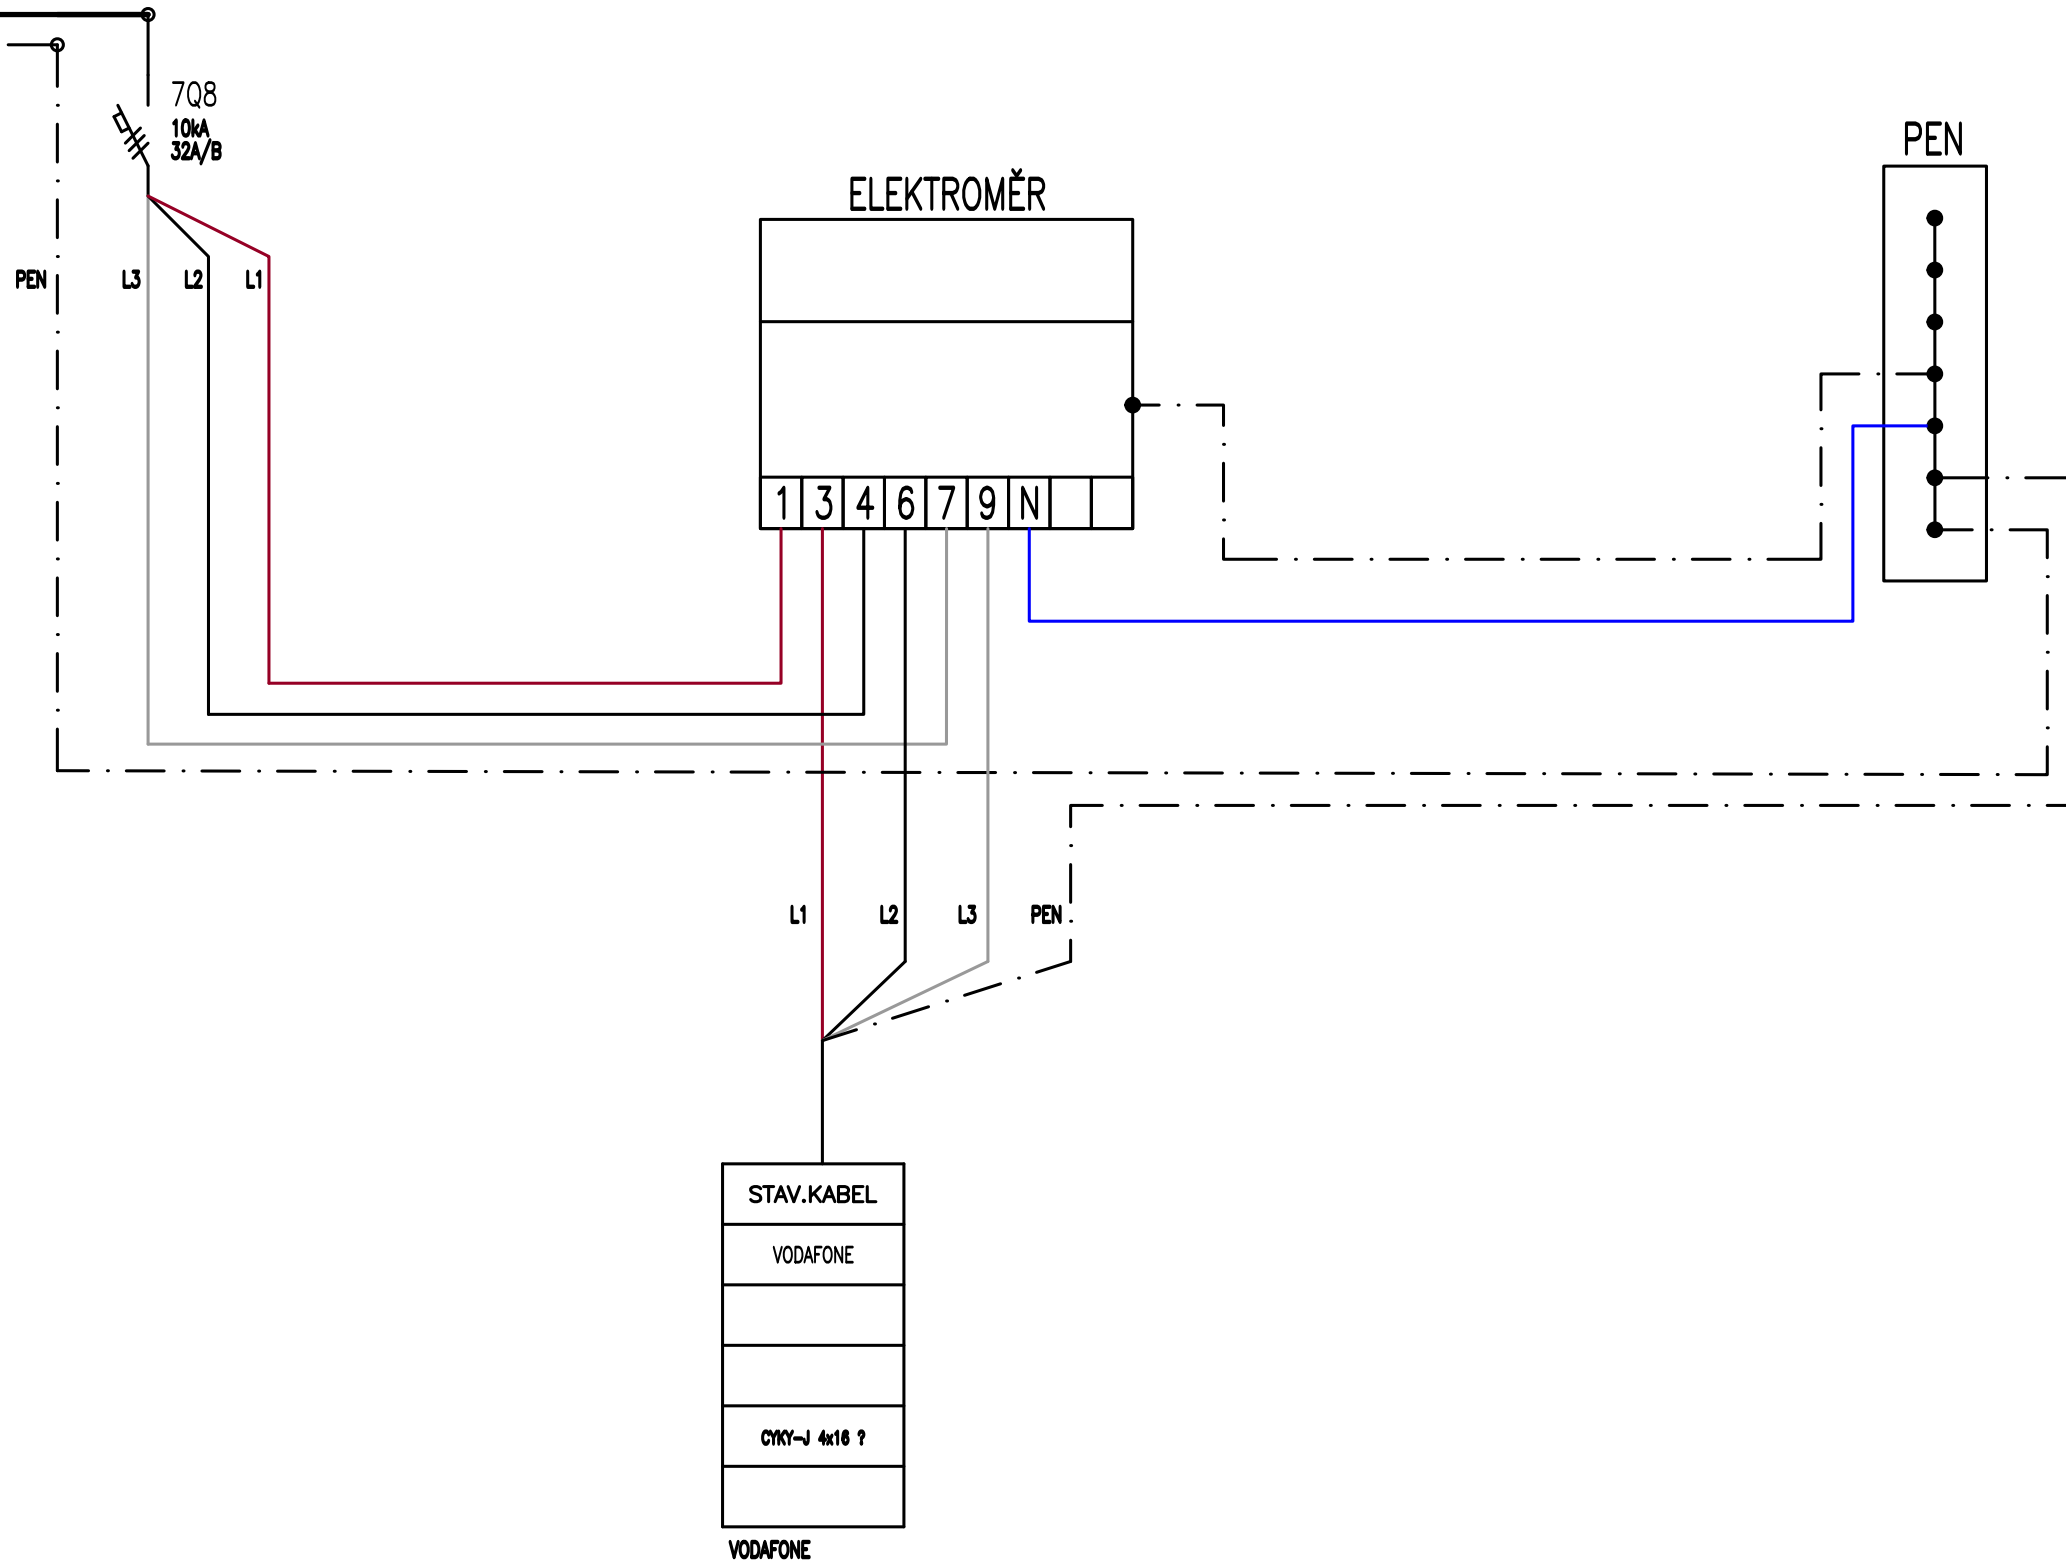 7Q8
10kA
32A/B
PEN
ELEKTROMĚR
PEN L3 L2 L1
1 3 4 6 7 9 N
L1 L2 L3 PEN
STAV.KABEL
VODAFONE
CYKY-J 4x16 ?
VODAFONE